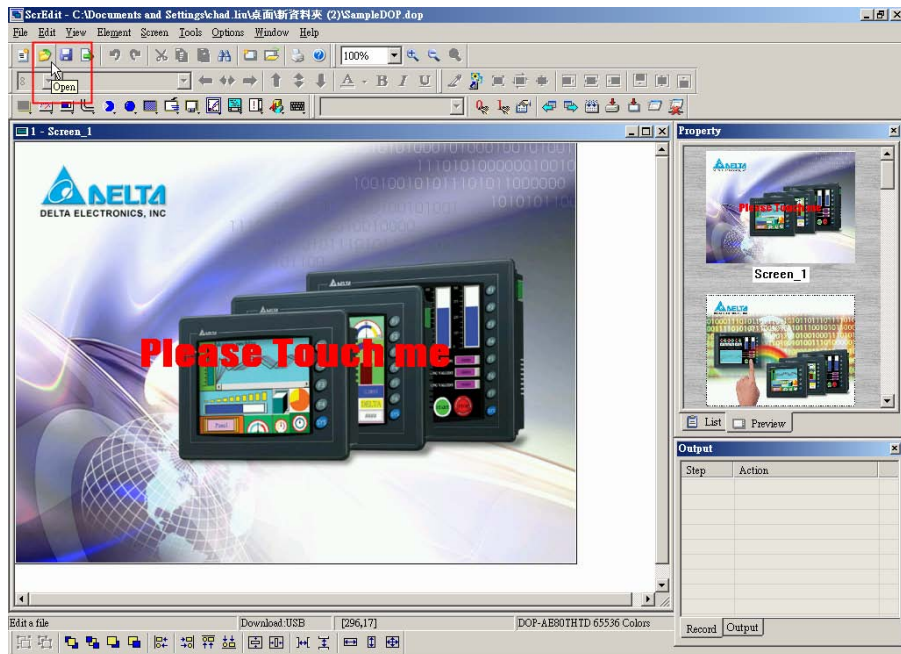 ScrEdit - C:\Documents and Settings\chad.liu\桌面\新資料夾 (2)\SampleDOP.dop
File Edit View Element Screen Tools Options Window Help
100%
8
A B I U
Open
1 - Screen_1
Property
DELTA
DELTA ELECTRONICS, INC
Please Touch me
Screen_1
List Preview
Output
Step Action
Edit a file Download:USB [296,17] DOP-AE80THTD 65536 Colors
Record Output